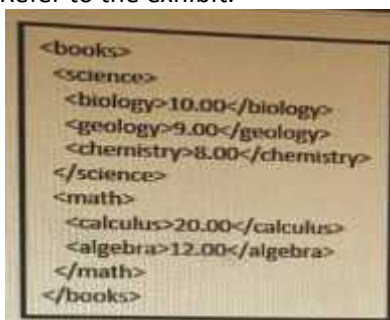 Refer to the exhibit.
<books>
<science>
<biology>10.00</biology>
<geology>9.00</geology>
<chemistry>8.00</chemistry>
</science>
<math>
<calculus>20.00</calculus>
<algebra>12.00</algebra>
</math>
</books>